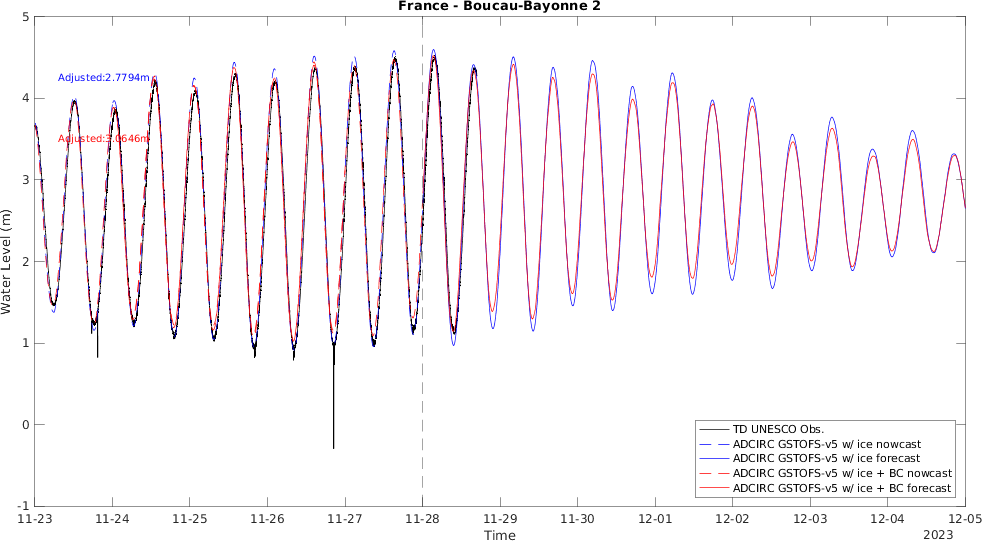 France - Boucau-Bayonne 2
5
4
3
2
1
0
-1
Water Level (m)
Adjusted:2.7794m
Adjusted:3.0646m
TD UNESCO Obs.
ADCIRC GSTOFS-v5 w/ ice nowcast
ADCIRC GSTOFS-v5 w/ ice forecast
ADCIRC GSTOFS-v5 w/ ice + BC nowcast
ADCIRC GSTOFS-v5 w/ ice + BC forecast
11-23 11-24 11-25 11-26 11-27 11-28 11-29 11-30 12-01 12-02 12-03 12-04 12-05
Time
2023